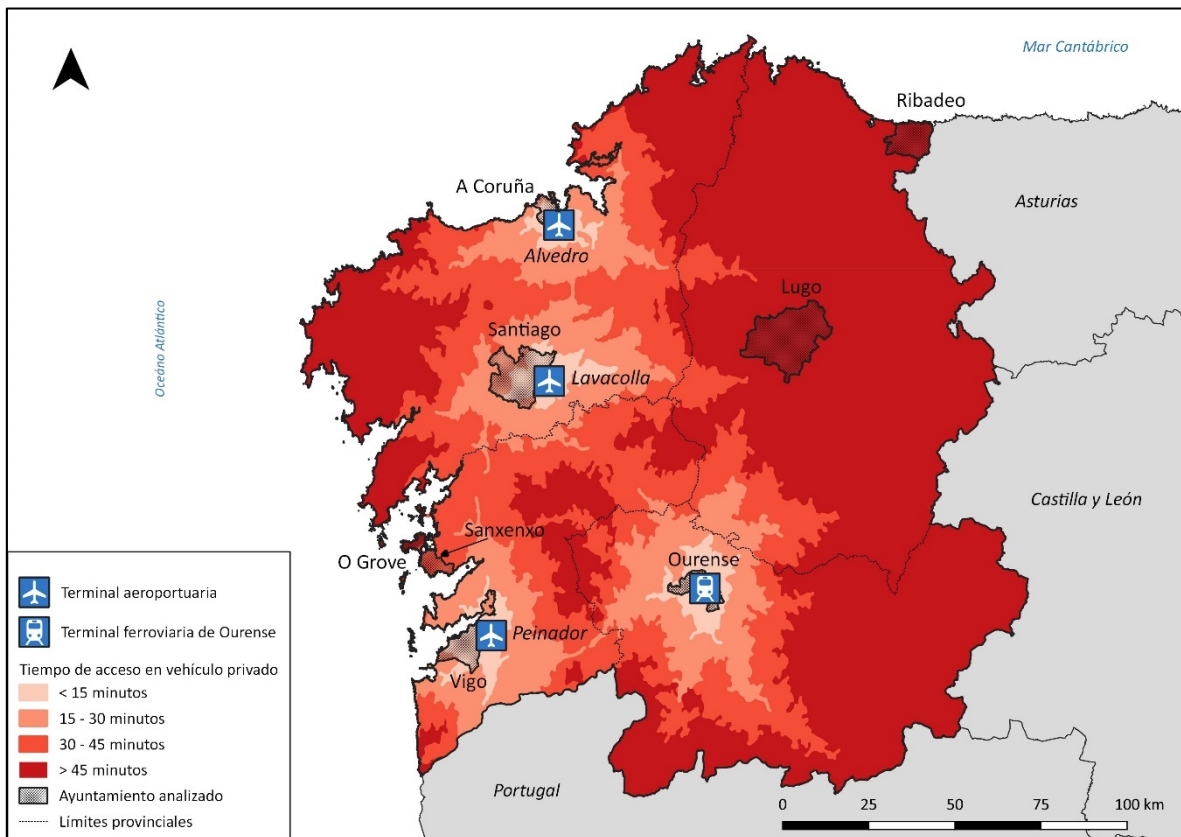 Mar Cantábrico
Ribadeo
A Coruña
Asturias
Alvedro
Lugo
Santiago
Océano Atlántico
Lavacolla
Castilla y León
Sanxenxo
O Grove
Ourense
Peinador
Vigo
Portugal
Terminal aeroportuaria
Terminal ferroviaria de Ourense
Tiempo de acceso en vehículo privado
< 15 minutos
15 - 30 minutos
30 - 45 minutos
> 45 minutos
Ayuntamiento analizado
Límites provinciales
0 25 50 75 100 km